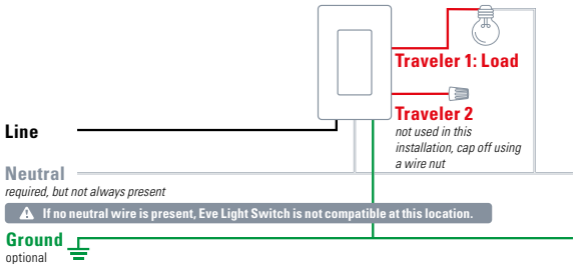 Traveler 1: Load
Traveler 2
not used in this
installation, cap off using
a wire nut
Line
Neutral
required, but not always present
If no neutral wire is present, Eve Light Switch is not compatible at this location.
Ground
optional